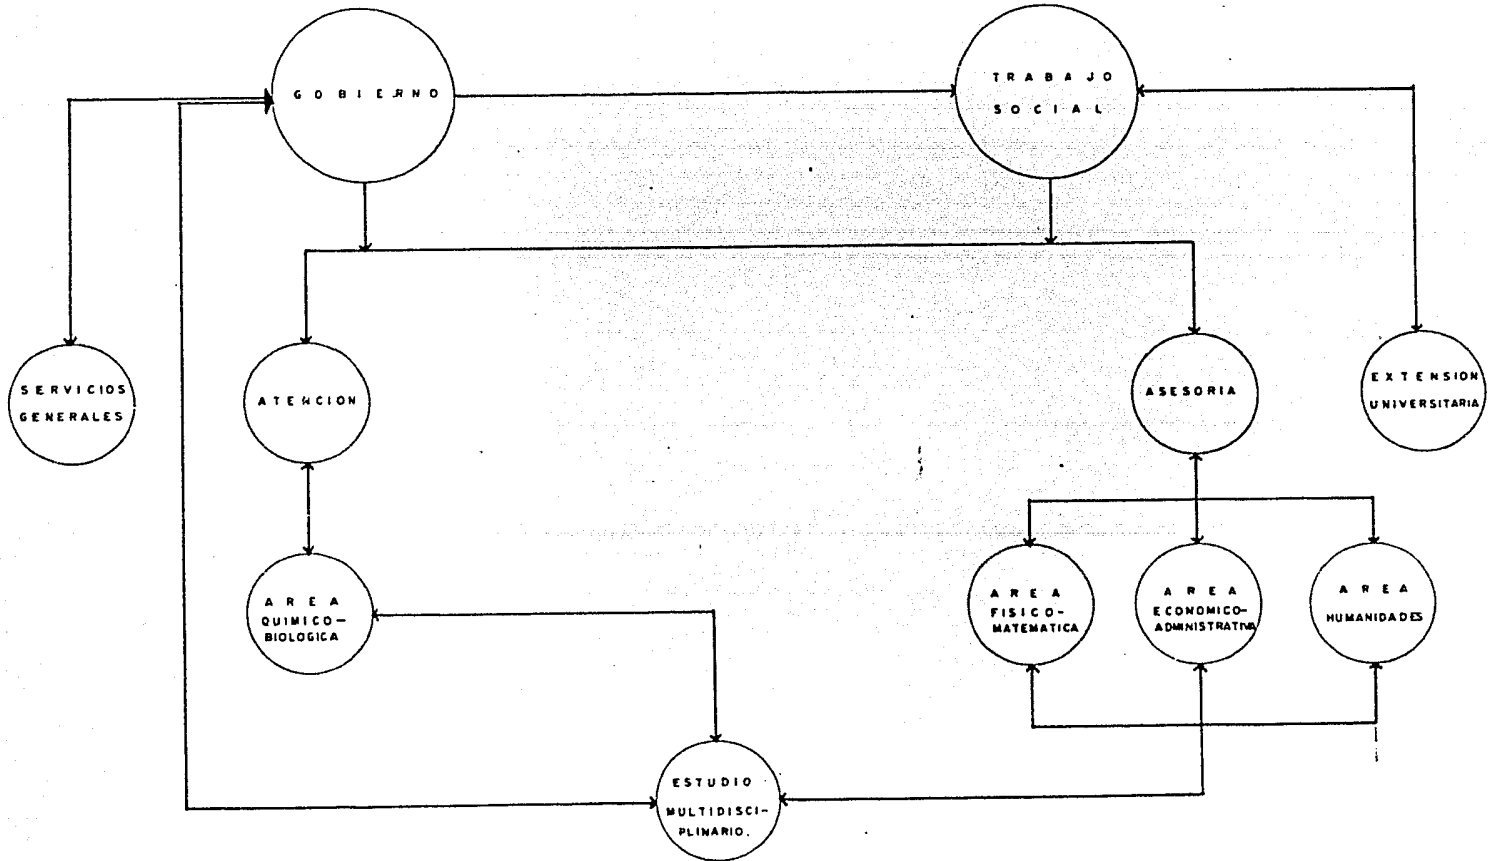 GOBIERNO
TRABAJO
SOCIAL
SERVICIOS
GENERALES
ATENCION
ASESORIA
EXTENSION
UNIVERSITARIA
AREA
QUIMICO-
BIOLOGICA
AREA
FISICO-
MATEMATICA
AREA
ECONOMICO-
ADMINISTRATIVA
AREA
HUMANIDADES
ESTUDIO
MULTIDISCI-
PLINARIO.